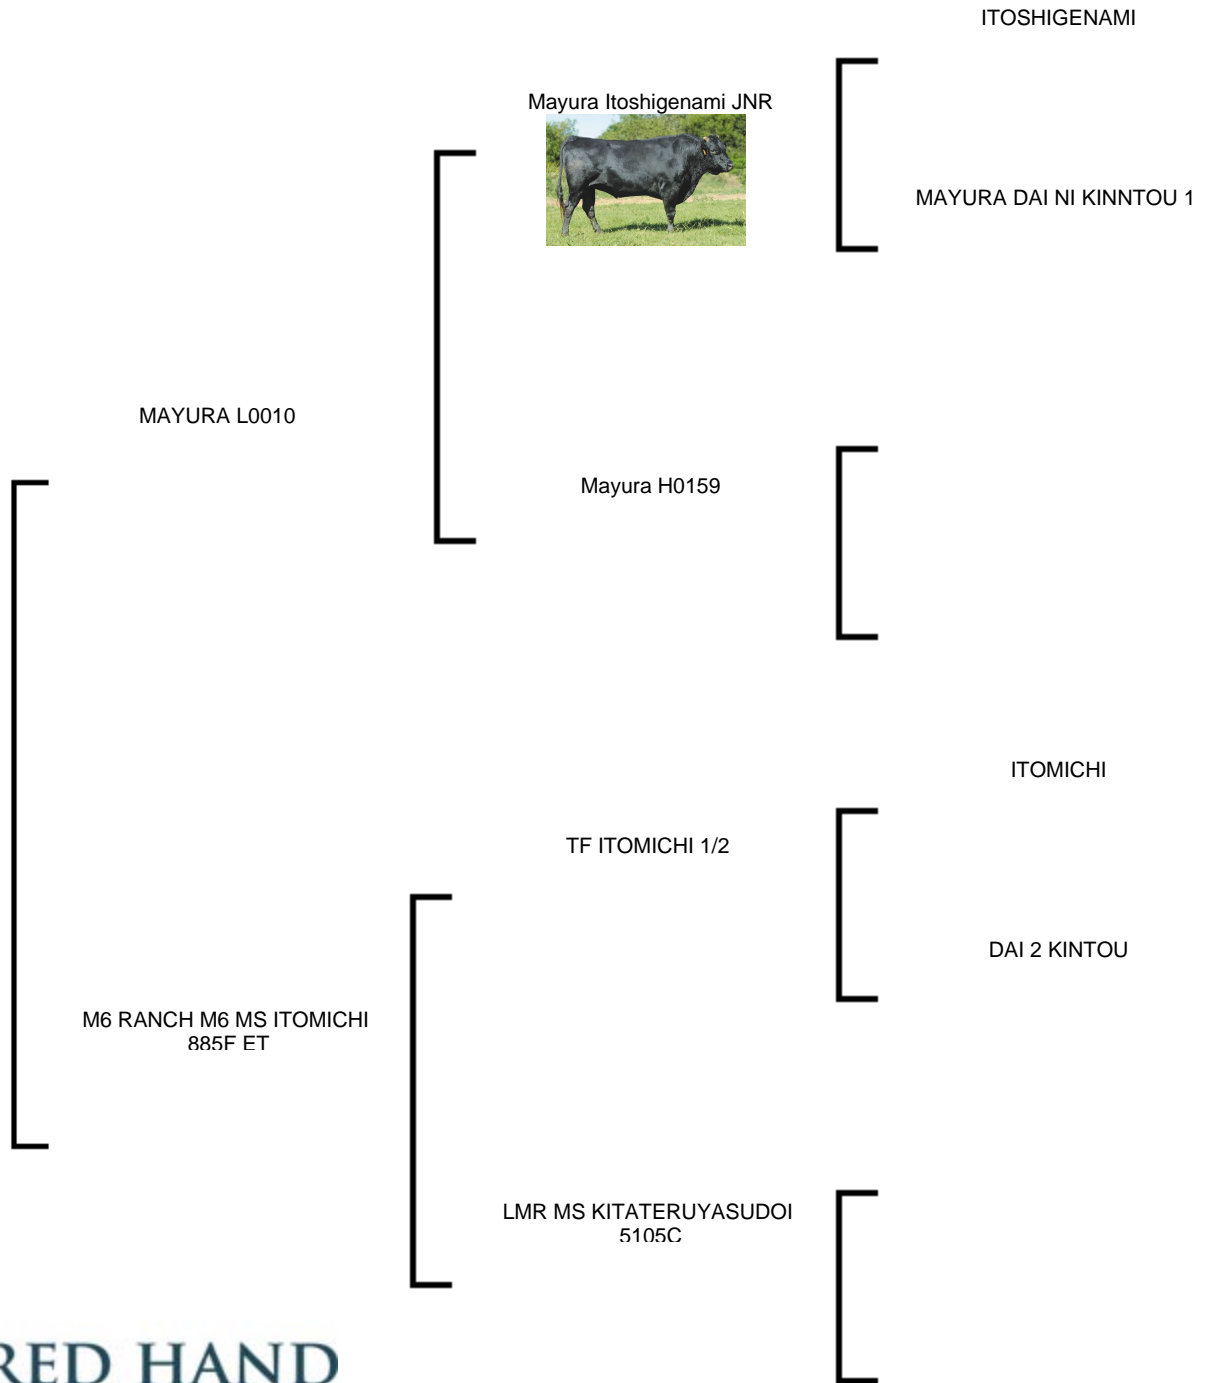 ITOSHIGENAMI
Mayura Itoshigenami JNR
MAYURA DAI NI KINNTOU 1
MAYURA L0010
Mayura H0159
ITOMICHI
TF ITOMICHI 1/2
DAI 2 KINTOU
M6 RANCH M6 MS ITOMICHI
885F ET
LMR MS KITATERUYASUDOI
5105C
RED HAND